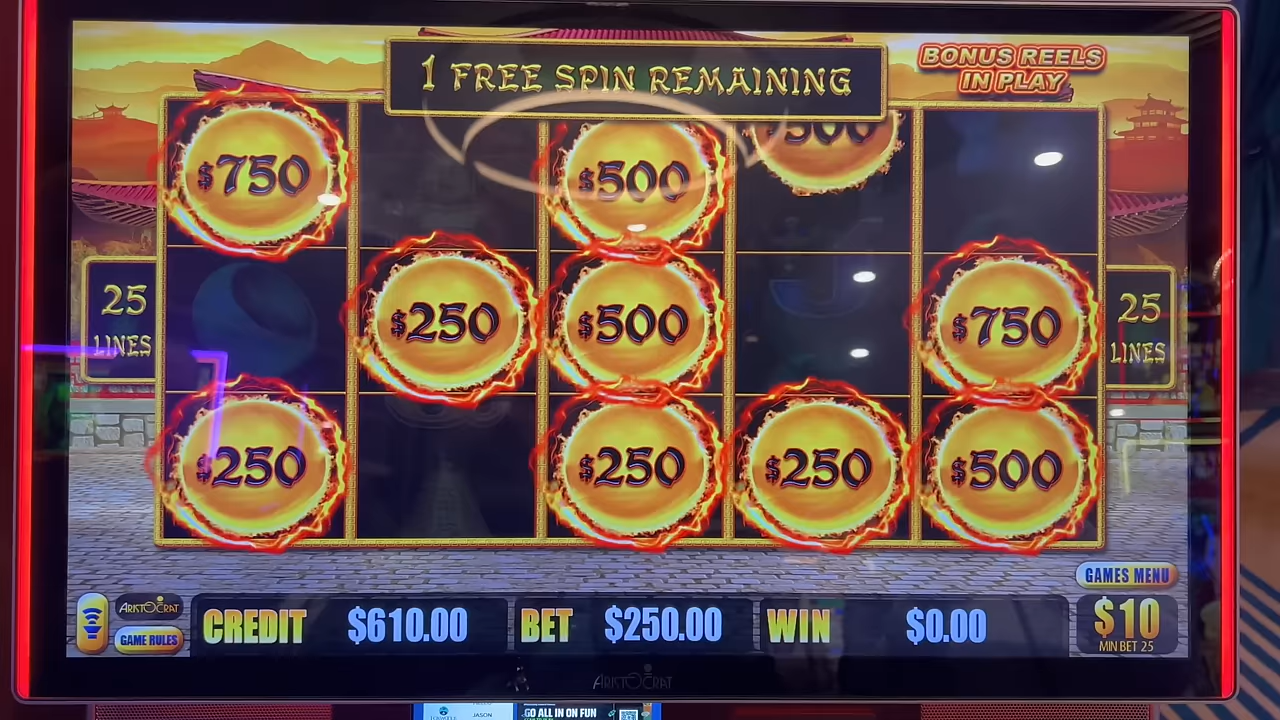 1 FREE SPIN REMAINING
BONUS REELS
IN PLAY
$750
$500
$500
25
LINES
$250
$500
$750
25
LINES
$250
$250
$250
$500
GAMES MENU
ARISTOCRAT
GAME RULES
CREDIT $610.00 BET $250.00 WIN $0.00
$10
MIN BET 25
ARISTOCRAT
JASON
GO ALL IN ON FUN